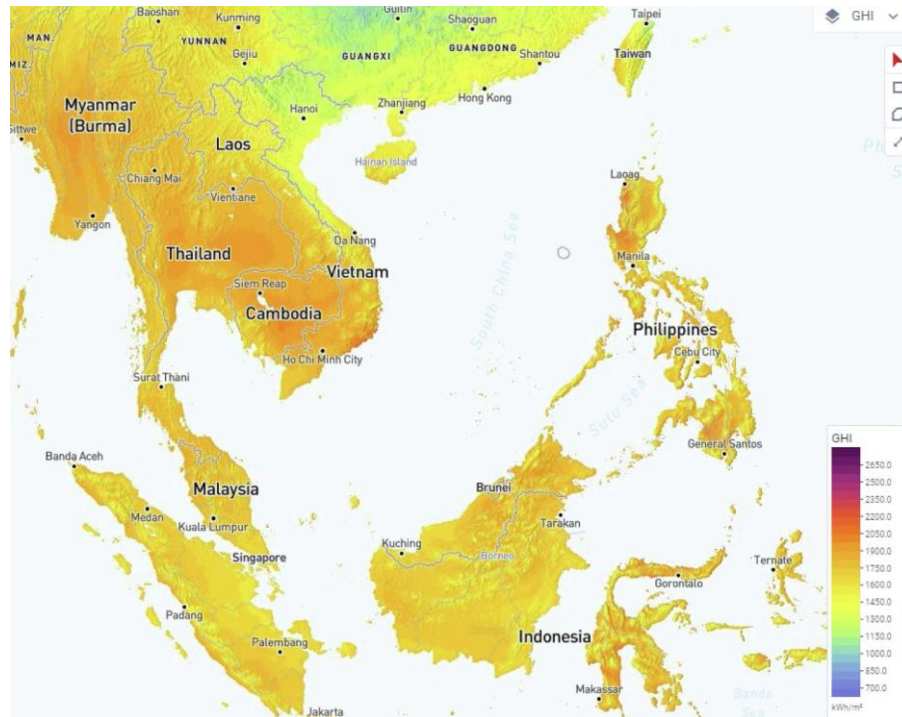 Baoshan
Kunming
Guilin
Shaoguan
Taipei
GHI
MAN.
YUNNAN
Gejiu
GUANGXI
GUANGDONG
Shantou
Taiwan
MIZ.
Myanmar
(Burma)
Hanoi
Zhanjiang
Hong Kong
Sittwe
Laos
Hainan Island
Chiang Mai
Vientiane
Laoag
Yangon
Da Nang
South China Sea
Thailand
Vietnam
Manila
Siem Reap
Cambodia
Philippines
Ho Chi Minh City
Cebu City
Surat Thani
Sulu Sea
General Santos
Banda Aceh
Malaysia
Brunei
Medan
Kuala Lumpur
Tarakan
Kuching
Borneo
Singapore
Ternate
Gorontalo
Padang
Indonesia
Palembang
Makassar
Jakarta
Banda
Sea
GHI
2650.0
2500.0
2350.0
2200.0
2050.0
1900.0
1750.0
1600.0
1450.0
1300.0
1150.0
1000.0
850.0
700.0
kWh/m²